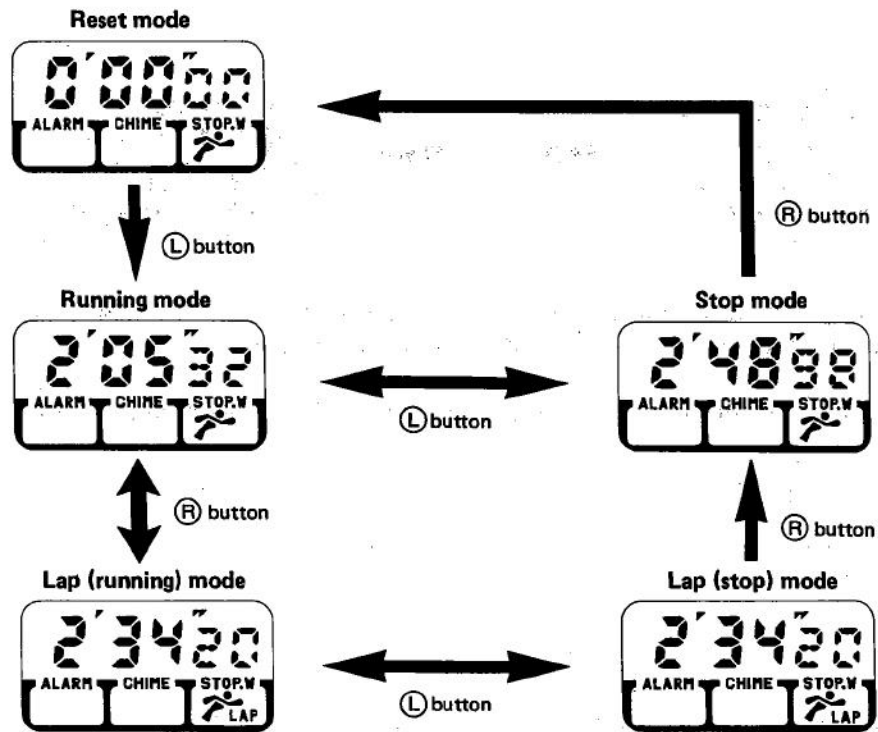 Reset mode
0'00"00
ALARM CHIME STOP.W
Ⓡ button
Ⓛ button
Running mode
2'05"32
ALARM CHIME STOP.W
Stop mode
2'48"98
ALARM CHIME STOP.W
Ⓛ button
Ⓡ button
Ⓡ button
Lap (running) mode
2'34"20
ALARM CHIME STOP.W
LAP
Lap (stop) mode
2'34"20
ALARM CHIME STOP.W
LAP
Ⓛ button